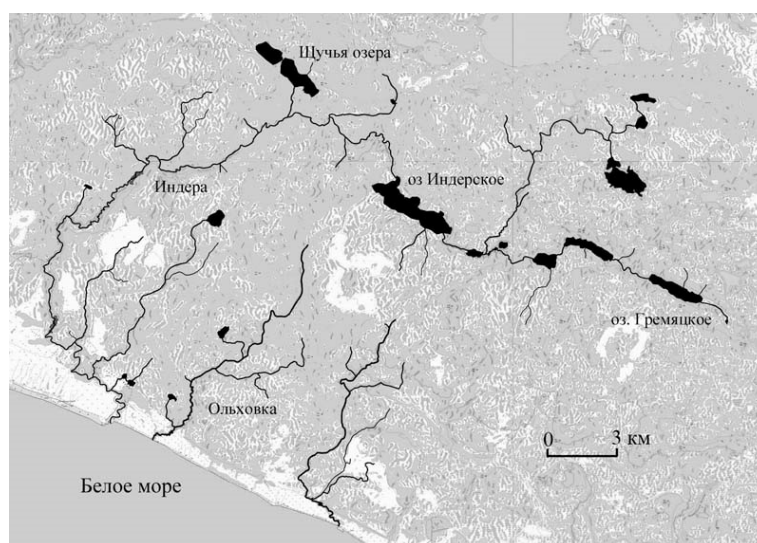 Щучья озера
оз Индерское
Индера
оз. Гремяцкое
Ольховка
0 3 км
Белое море